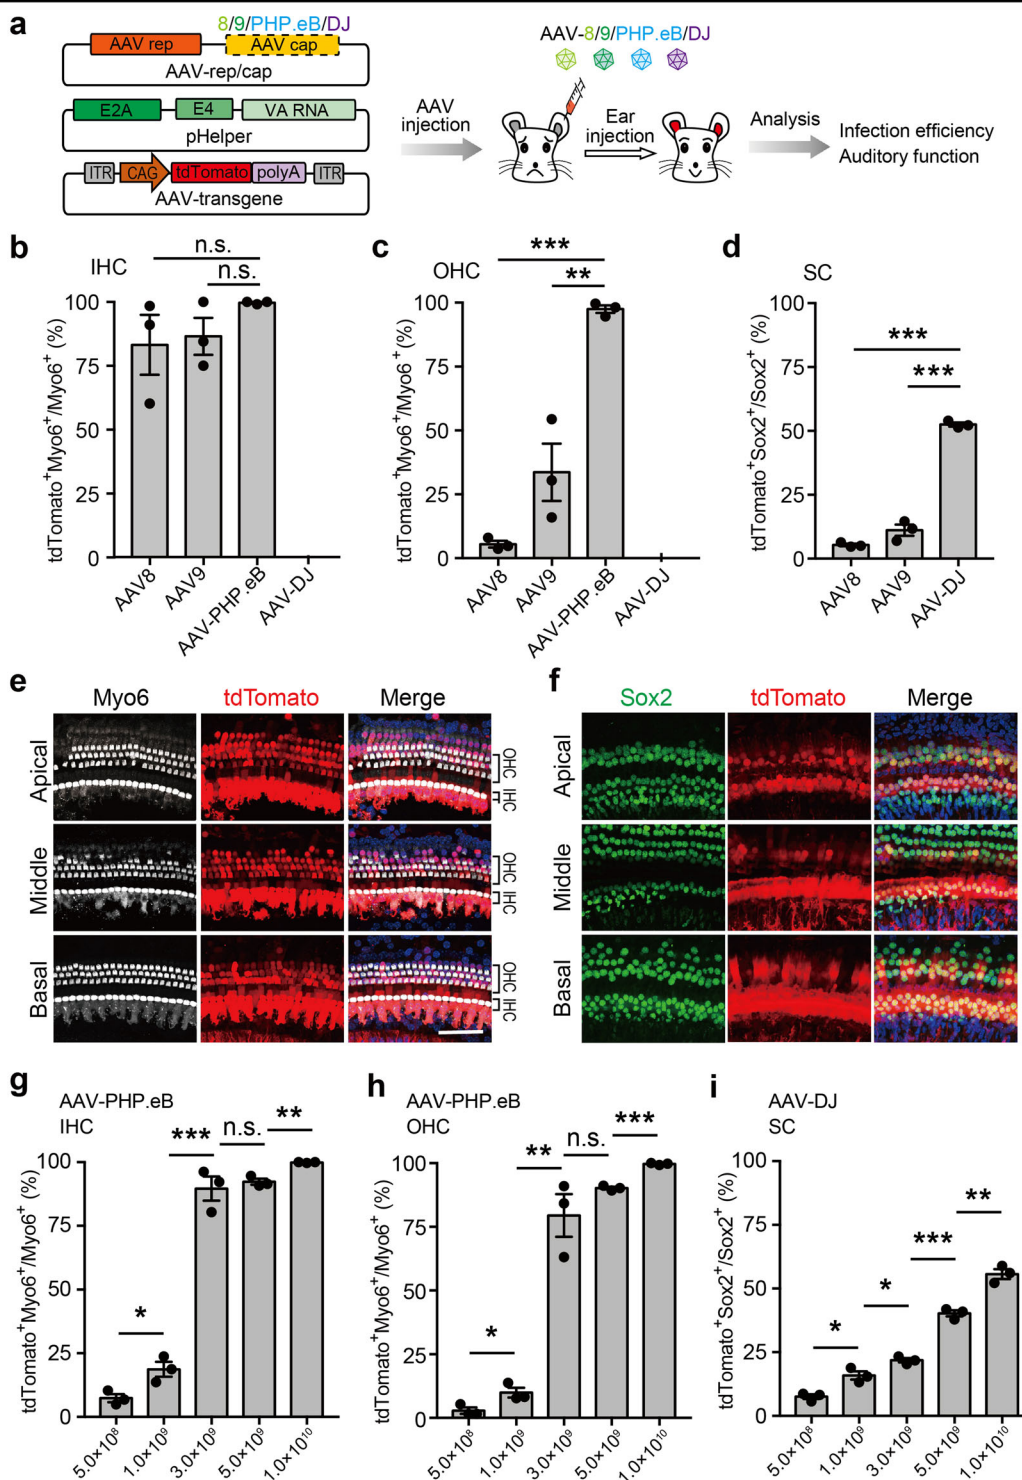 a
8/9/PHP.eB/DJ
AAV rep
AAV cap
AAV-rep/cap
E2A
E4
VA RNA
pHelper
ITR
CAG
tdTomato
polyA
ITR
AAV-transgene
AAV
injection
AAV-8/9/PHP.eB/DJ
Ear
injection
Analysis
Infection efficiency
Auditory function
b
IHC
n.s.
n.s.
tdTomato⁺Myo6⁺/Myo6⁺ (%)
100
75
50
25
0
AAV8
AAV9
AAV-PHP.eB
AAV-DJ
c
OHC
***
**
tdTomato⁺Myo6⁺/Myo6⁺ (%)
100
75
50
25
0
AAV8
AAV9
AAV-PHP.eB
AAV-DJ
d
SC
***
***
tdTomato⁺Sox2⁺/Sox2⁺ (%)
100
75
50
25
0
AAV8
AAV9
AAV-DJ
e
Myo6
tdTomato
Merge
Apical
OHC
IHC
Middle
OHC
IHC
Basal
OHC
IHC
f
Sox2
tdTomato
Merge
Apical
Middle
Basal
g
AAV-PHP.eB
IHC
*
***
n.s.
**
tdTomato⁺Myo6⁺/Myo6⁺ (%)
100
75
50
25
0
5.0×10⁸
1.0×10⁹
3.0×10⁹
5.0×10⁹
1.0×10¹⁰
h
AAV-PHP.eB
OHC
*
**
n.s.
***
tdTomato⁺Myo6⁺/Myo6⁺ (%)
100
75
50
25
0
5.0×10⁸
1.0×10⁹
3.0×10⁹
5.0×10⁹
1.0×10¹⁰
i
AAV-DJ
SC
*
*
***
**
tdTomato⁺Sox2⁺/Sox2⁺ (%)
100
75
50
25
0
5.0×10⁸
1.0×10⁹
3.0×10⁹
5.0×10⁹
1.0×10¹⁰